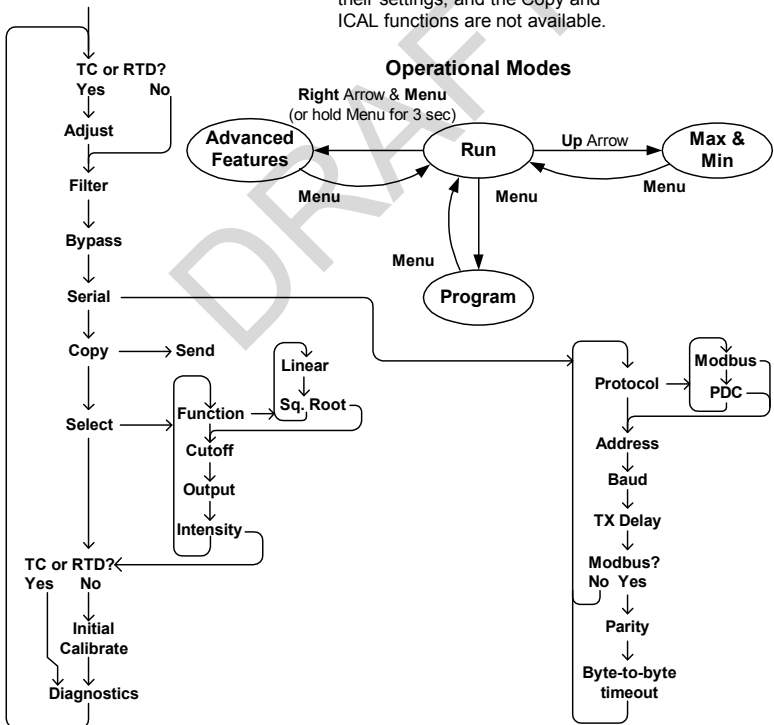 their settings, and the Copy and
ICAL functions are not available.
Operational Modes
Right Arrow & Menu
(or hold Menu for 3 sec)
Advanced
Features
Run
Up Arrow
Max &
Min
Menu
Menu
Menu
Menu
Program
DRAFT
TC or RTD?
Yes No
Adjust
Filter
Bypass
Serial
Copy
Send
Select
Function
Linear
Sq. Root
Cutoff
Output
Intensity
TC or RTD?
Yes No
Initial
Calibrate
Diagnostics
Protocol
Modbus
PDC
Address
Baud
TX Delay
Modbus?
No Yes
Parity
Byte-to-byte
timeout